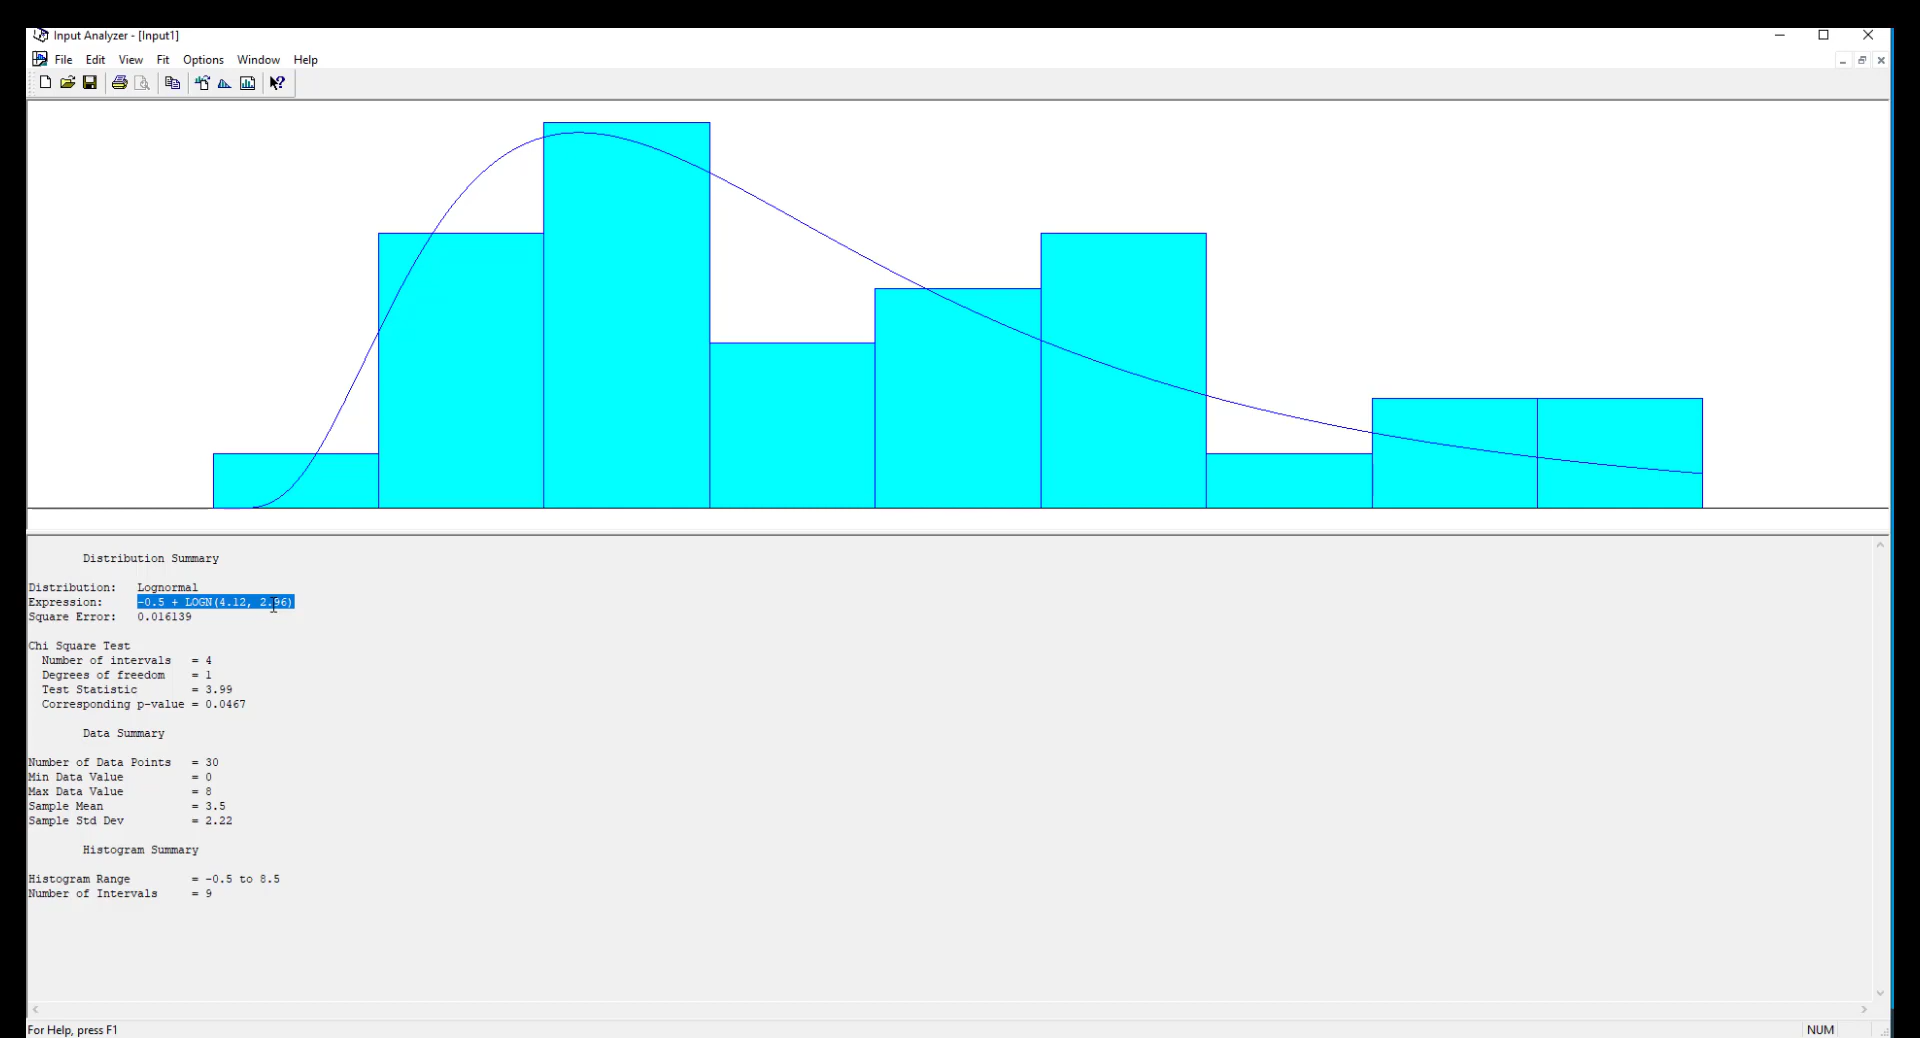 Input Analyzer - [Input1]
File Edit View Fit Options Window Help
Distribution Summary
Distribution: Lognormal
Expression: -0.5 + LOGN(4.12, 2.96)
Square Error: 0.016139
Chi Square Test
Number of intervals = 4
Degrees of freedom = 1
Test Statistic = 3.99
Corresponding p-value = 0.0467
Data Summary
Number of Data Points = 30
Min Data Value = 0
Max Data Value = 8
Sample Mean = 3.5
Sample Std Dev = 2.22
Histogram Summary
Histogram Range = -0.5 to 8.5
Number of Intervals = 9
For Help, press F1
NUM